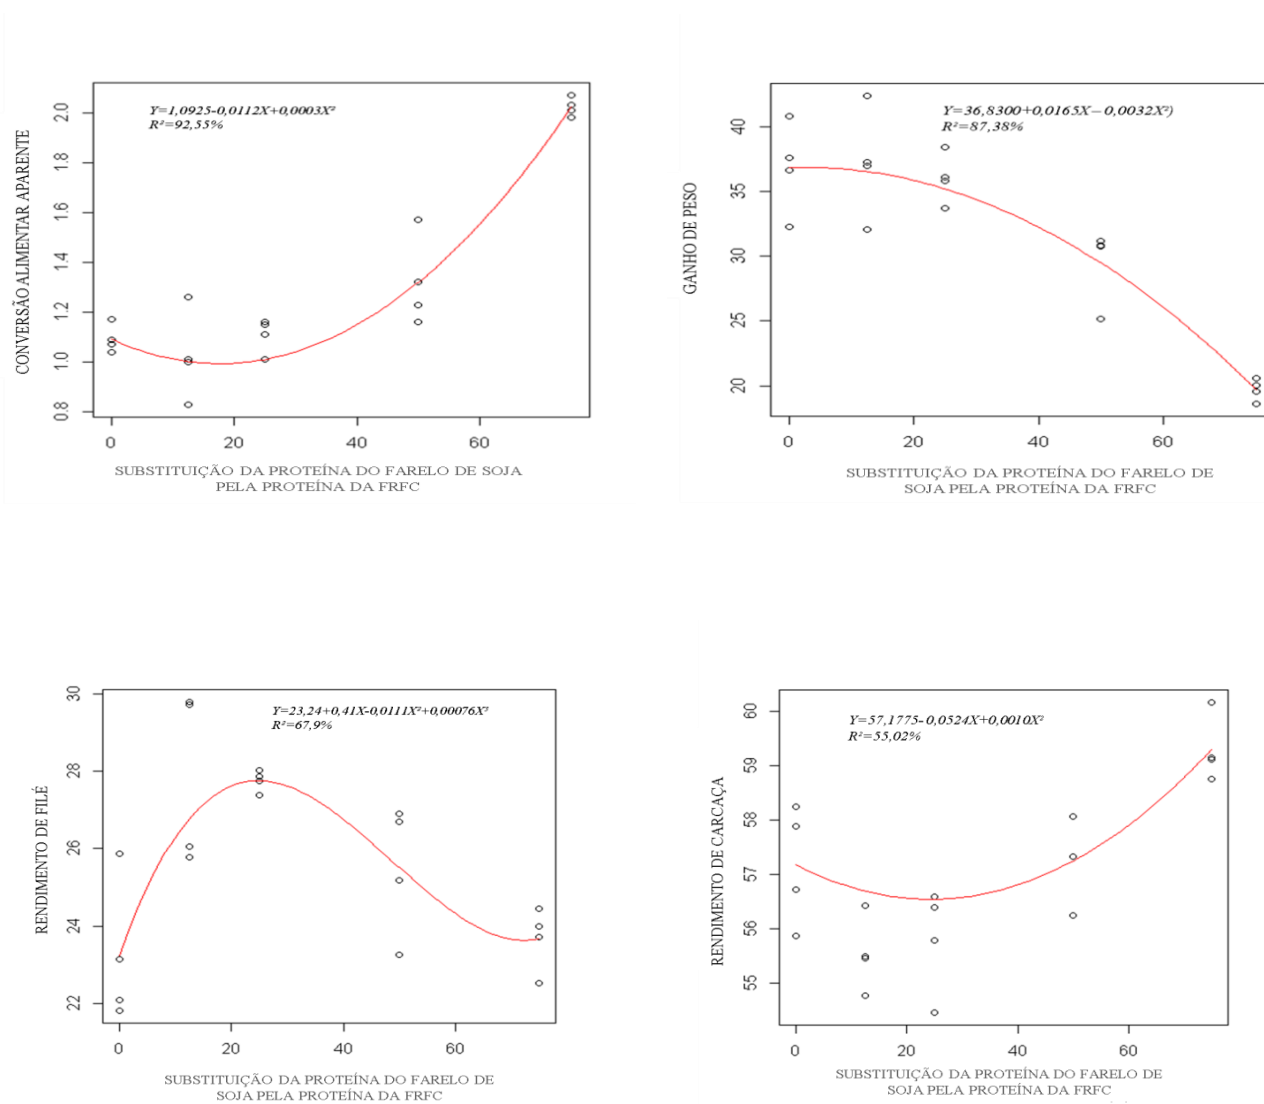 Y=1,0925-0,0112X+0,0003X²
R²=92,55%
CONVERSÃO ALIMENTAR APARENTE
0.8 1.0 1.2 1.4 1.6 1.8 2.0
0 20 40 60
SUBSTITUIÇÃO DA PROTEÍNA DO FARELO DE SOJA
PELA PROTEÍNA DA FRFC
Y=36,8300+0,0165X–0,0032X²)
R²=87,38%
GANHO DE PESO
20 25 30 35 40
0 20 40 60
SUBSTITUIÇÃO DA PROTEÍNA DO FARELO DE
SOJA PELA PROTEÍNA DA FRFC
Y=23,24+0,41X-0,0111X²+0,00076X³
R²=67,9%
RENDIMENTO DE FILÉ
22 24 26 28 30
0 20 40 60
SUBSTITUIÇÃO DA PROTEÍNA DO FARELO DE
SOJA PELA PROTEÍNA DA FRFC
Y=57,1775-0,0524X+0,0010X²
R²=55,02%
RENDIMENTO DE CARCAÇA
55 56 57 58 59 60
0 20 40 60
SUBSTITUIÇÃO DA PROTEÍNA DO FARELO DE
SOJA PELA PROTEÍNA DA FRFC